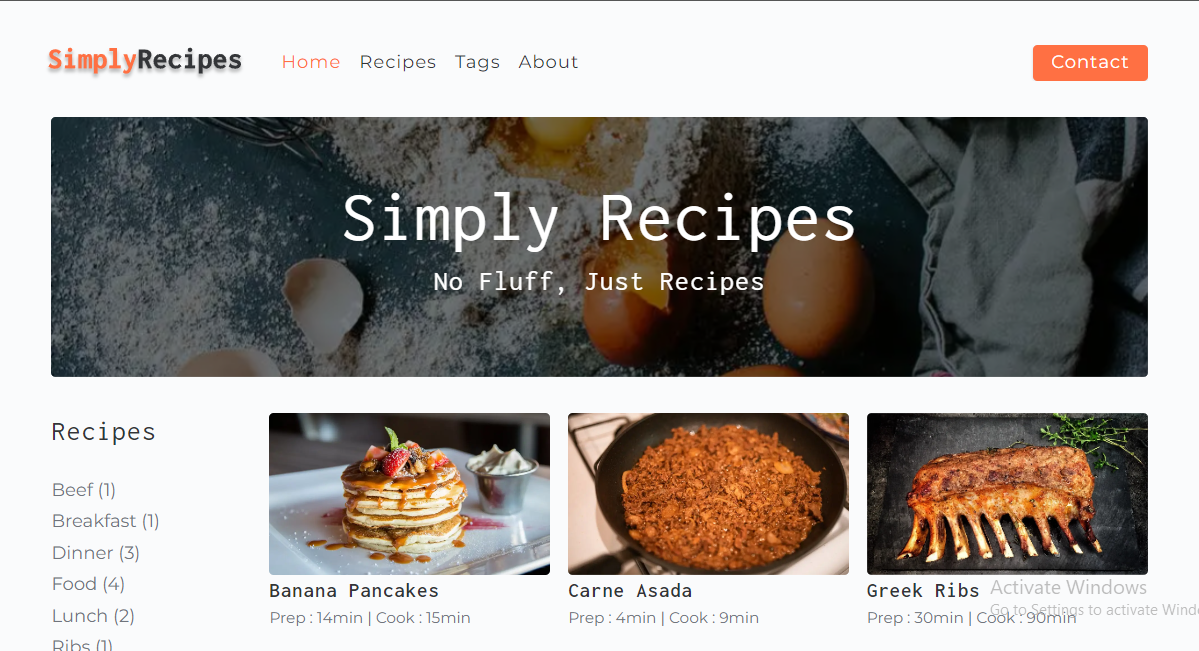 SimplyRecipes
Home Recipes Tags About
Contact
Simply Recipes
No Fluff, Just Recipes
Recipes
Beef (1)
Breakfast (1)
Dinner (3)
Food (4)
Lunch (2)
Ribs (1)
Banana Pancakes
Prep : 14min | Cook : 15min
Carne Asada
Prep : 4min | Cook : 9min
Greek Ribs
Prep : 30min | Cook : 90min
Activate Windows
Go to Settings to activate Wind